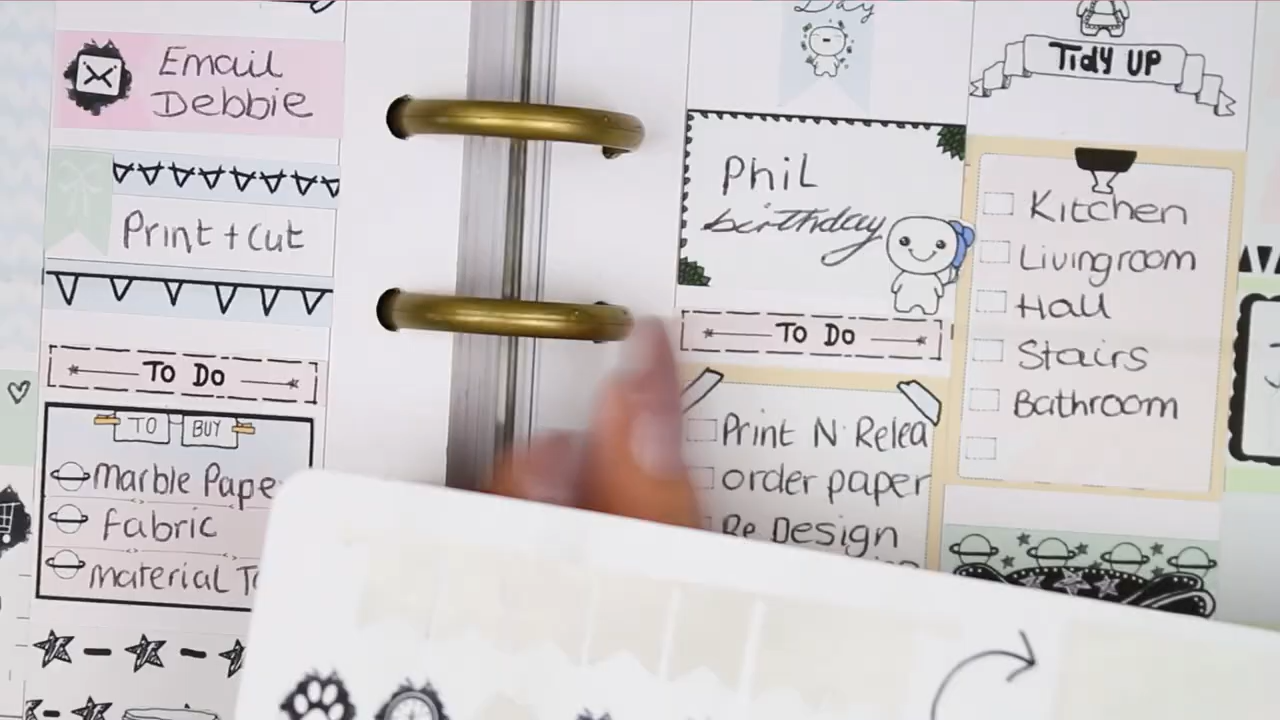 Email
Debbie
Print + Cut
TO DO
TO BUY
Marble Pape
Fabric
Material
Day
Phil
birthday
TO DO
Print N Relea
order paper
Re Design
Tidy UP
Kitchen
Livingroom
Hall
Stairs
Bathroom